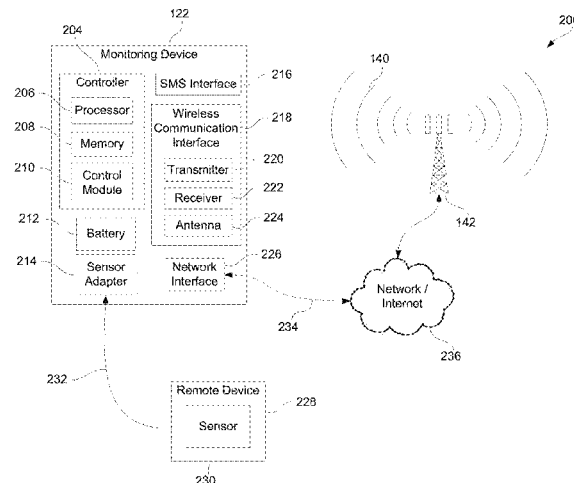 122
200
204
Monitoring Device
140
Controller
SMS Interface
216
206
Processor
Wireless
Communication
Interface
218
208
Memory
Transmitter
220
210
Control
Module
Receiver
222
Antenna
224
212
Battery
142
214
Sensor
Adapter
Network
Interface
226
Network /
Internet
234
236
232
Remote Device
228
Sensor
230